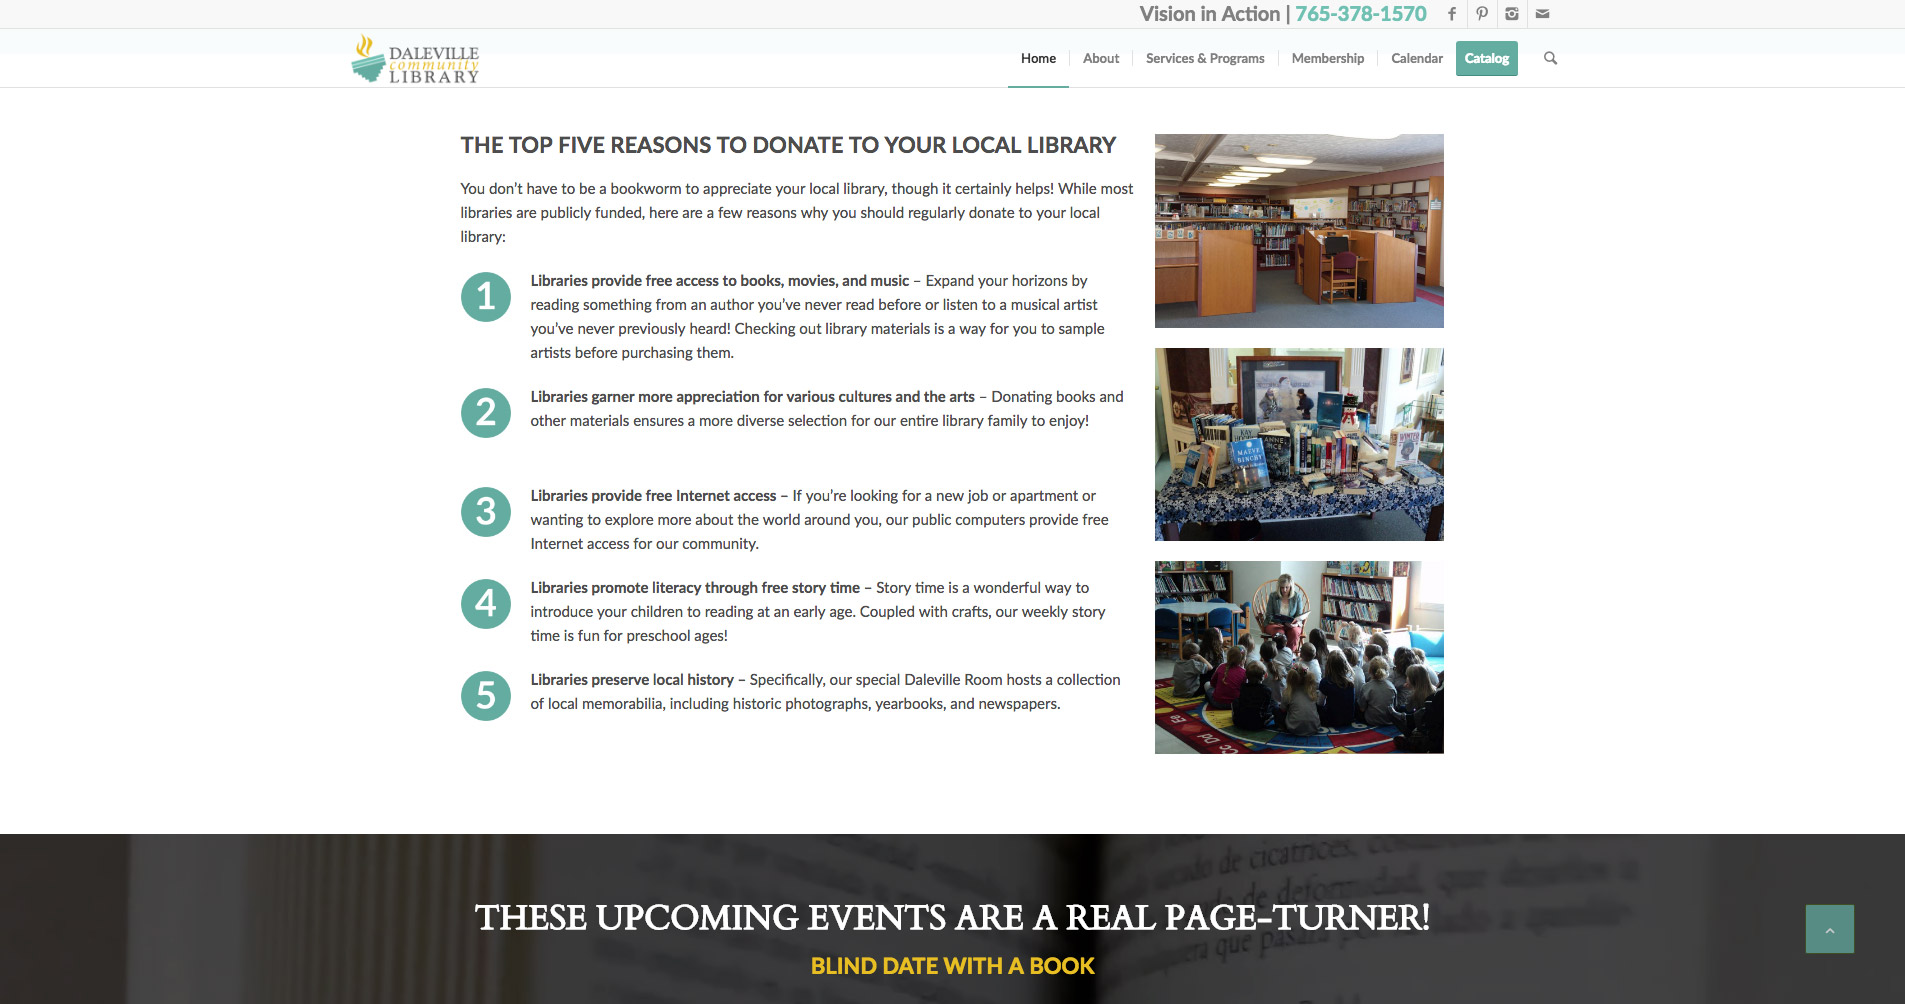 Vision in Action | 765-378-1570
DALEVILLE
community
LIBRARY
Home
About
Services & Programs
Membership
Calendar
Catalog
THE TOP FIVE REASONS TO DONATE TO YOUR LOCAL LIBRARY
You don’t have to be a bookworm to appreciate your local library, though it certainly helps! While most
libraries are publicly funded, here are a few reasons why you should regularly donate to your local
library:
1
Libraries provide free access to books, movies, and music – Expand your horizons by
reading something from an author you’ve never read before or listen to a musical artist
you’ve never previously heard! Checking out library materials is a way for you to sample
artists before purchasing them.
2
Libraries garner more appreciation for various cultures and the arts – Donating books and
other materials ensures a more diverse selection for our entire library family to enjoy!
3
Libraries provide free Internet access – If you’re looking for a new job or apartment or
wanting to explore more about the world around you, our public computers provide free
Internet access for our community.
4
Libraries promote literacy through free story time – Story time is a wonderful way to
introduce your children to reading at an early age. Coupled with crafts, our weekly story
time is fun for preschool ages!
5
Libraries preserve local history – Specifically, our special Daleville Room hosts a collection
of local memorabilia, including historic photographs, yearbooks, and newspapers.
MAEVE
BINCHY
WINTER
Cc Dd
de cicatrices,
de deformidad, que
era que
THESE UPCOMING EVENTS ARE A REAL PAGE-TURNER!
BLIND DATE WITH A BOOK